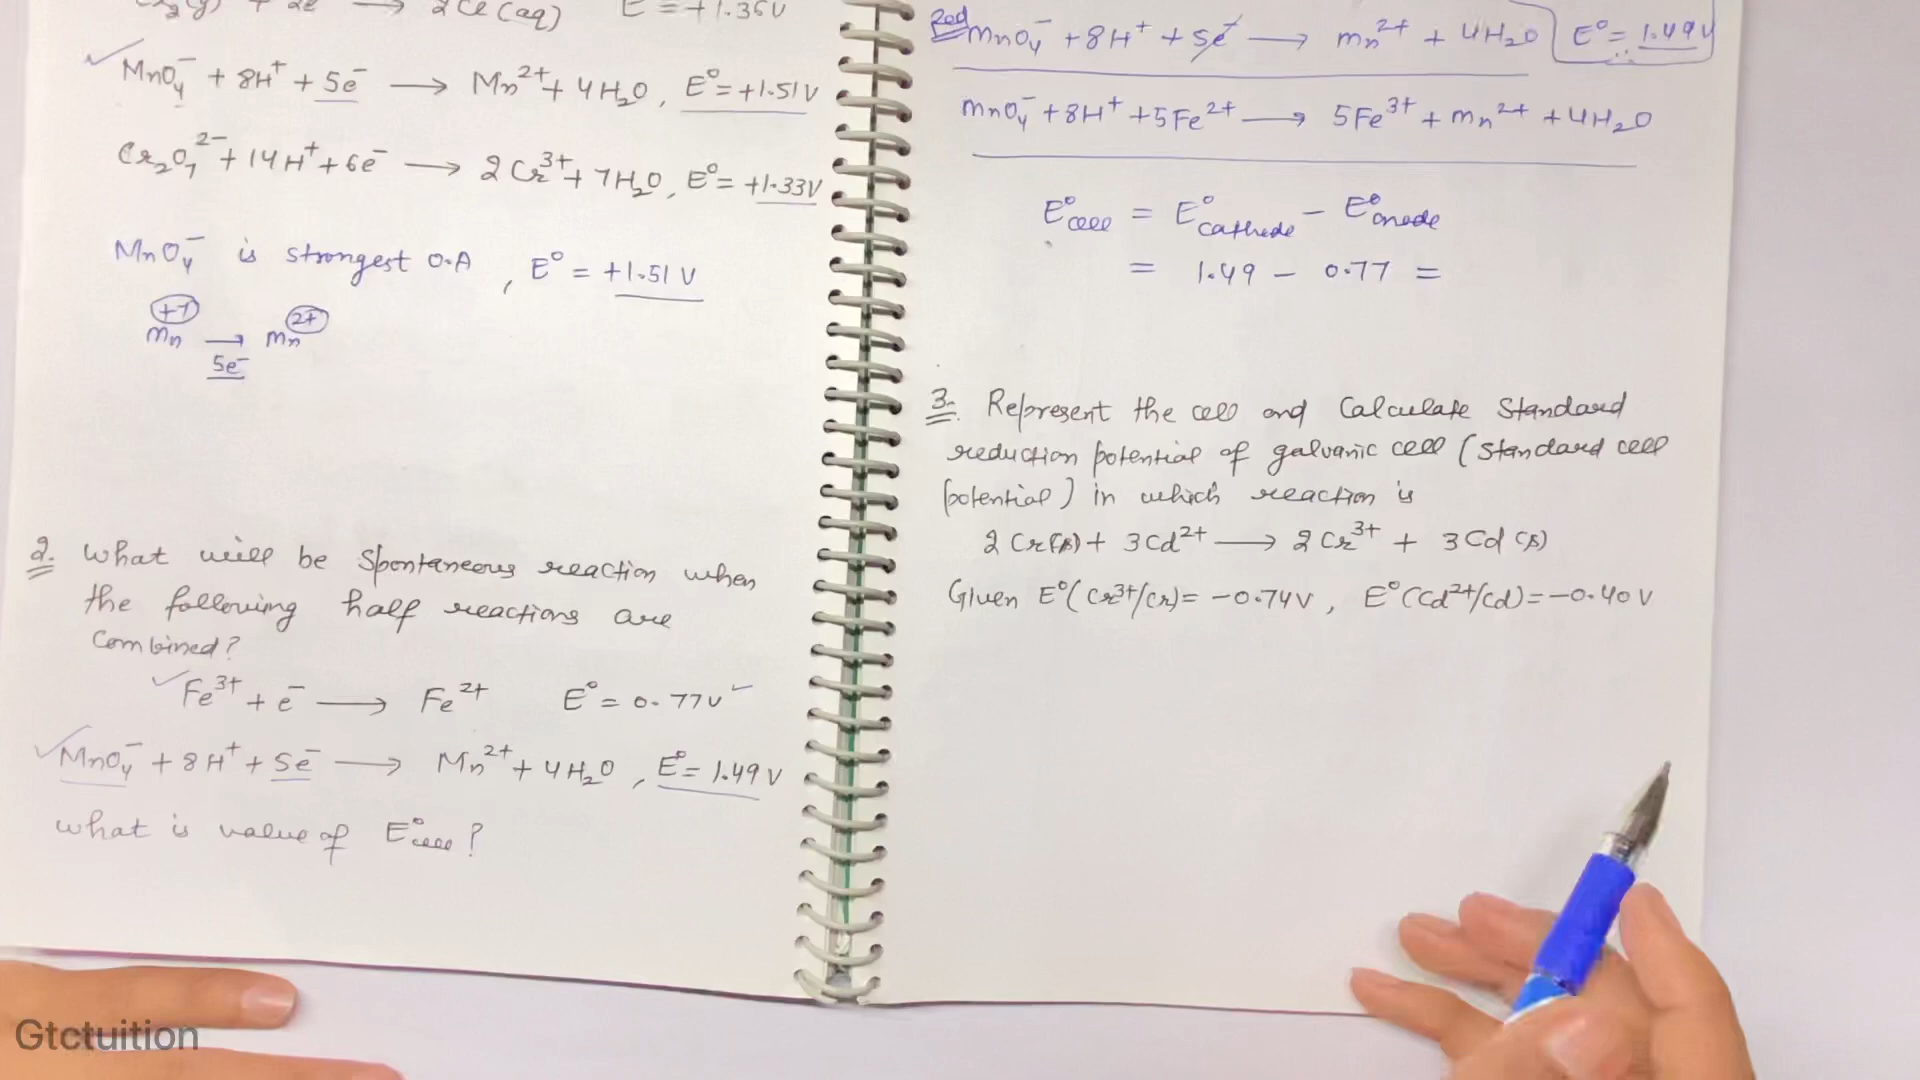 2Cl⁻(aq) E° = +1.36V
MnO₄⁻ + 8H⁺ + 5e⁻ → Mn²⁺ + 4H₂O, E° = +1.51V
Cr₂O₇²⁻ + 14H⁺ + 6e⁻ → 2Cr³⁺ + 7H₂O, E° = +1.33V
MnO₄⁻ is strongest O.A, E° = +1.51 V
+7 2+
Mn → Mn
5e⁻
2. What will be Spontaneous reaction when
the following half reactions are
Combined?
Fe³⁺ + e⁻ → Fe²⁺ E° = 0.77V
MnO₄⁻ + 8H⁺ + 5e⁻ → Mn²⁺ + 4H₂O, E° = 1.49 V
What is value of E°cell?
Red MnO₄⁻ + 8H⁺ + 5e⁻ → mn²⁺ + 4H₂O E° = 1.49V
mnO₄⁻ + 8H⁺ + 5Fe²⁺ → 5Fe³⁺ + mn²⁺ + 4H₂O
E°cell = E°cathode - E°anode
= 1.49 - 0.77 =
3. Represent the cell and Calculate Standard
reduction potential of galvanic cell (Standard cell
potential) in which reaction is
2Cr(s) + 3Cd²⁺ → 2Cr³⁺ + 3Cd(s)
Given E°(Cr³⁺/Cr) = -0.74V, E°(Cd²⁺/Cd) = -0.40 V
Gtctuition